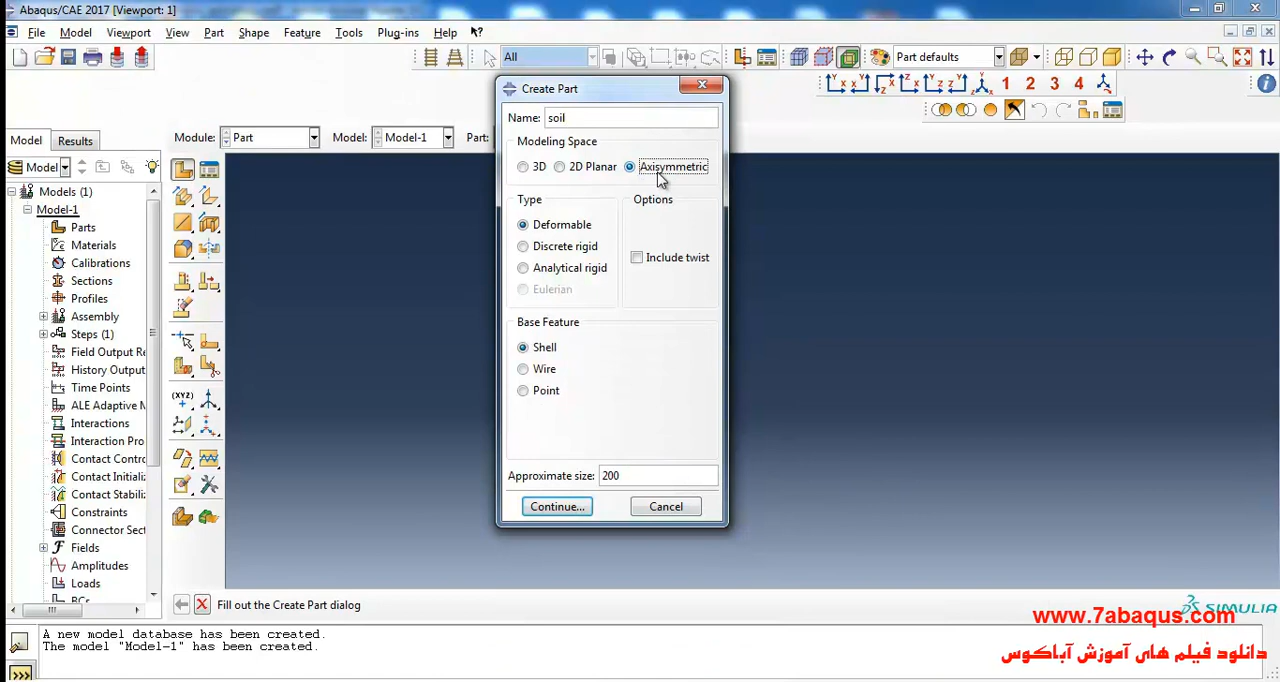 Abaqus/CAE 2017 [Viewport: 1]
File Model Viewport View Part Shape Feature Tools Plug-ins Help
All
Part defaults
1 2 3 4
Model Results
Module: Part Model: Model-1 Part:
Model
Models (1)
Model-1
Parts
Materials
Calibrations
Sections
Profiles
Assembly
Steps (1)
Field Output Re
History Output
Time Points
ALE Adaptive M
Interactions
Interaction Pro
Contact Contro
Contact Initial
Contact Stabili
Constraints
Connector Sect
Fields
Amplitudes
Loads
BCs
(XYZ)
Create Part
Name: soil
Modeling Space
3D 2D Planar Axisymmetric
Type
Deformable
Discrete rigid
Analytical rigid
Eulerian
Options
Include twist
Base Feature
Shell
Wire
Point
Approximate size: 200
Continue... Cancel
Fill out the Create Part dialog
SIMULIA
www.7abaqus.com
دانلود فیلم های آموزش آباکوس
A new model database has been created.
The model "Model-1" has been created.
>>>